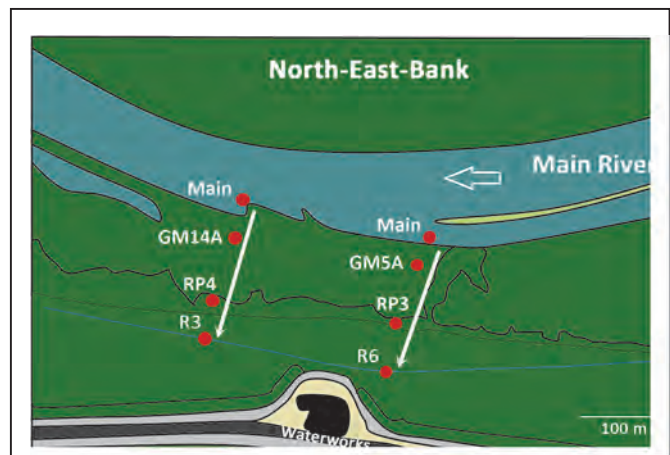 North-East-Bank
Main River
Main
Main
GM14A
GM5A
RP4
RP3
R3
R6
100 m
Waterworks